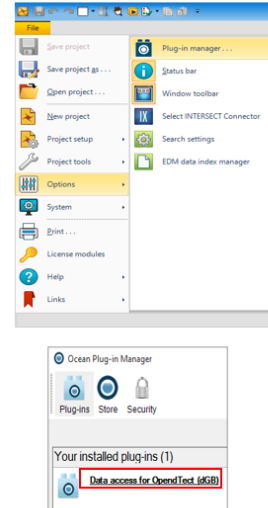 File
Save project
Save project as . . .
Open project . . .
New project
Project setup
Project tools
Options
System
Print . . .
License modules
Help
Links
Plug-in manager . . .
Status bar
Window toolbar
IX Select INTERSECT Connector
Search settings
EDM data index manager
Ocean Plug-in Manager
Plug-ins Store Security
Your installed plug-ins (1)
Data access for OpendTect (dGB)